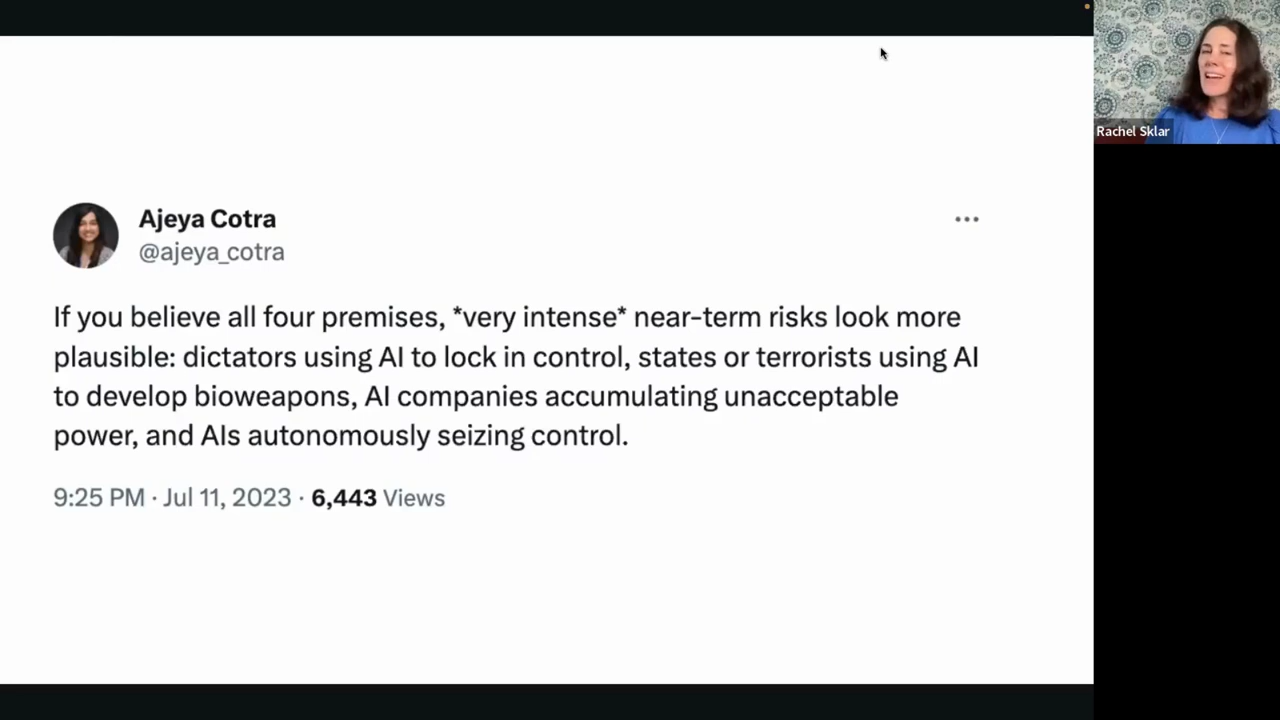 Rachel Sklar
Ajeya Cotra
@ajeya_cotra
If you believe all four premises, *very intense* near-term risks look more
plausible: dictators using AI to lock in control, states or terrorists using AI
to develop bioweapons, AI companies accumulating unacceptable
power, and AIs autonomously seizing control.
9:25 PM · Jul 11, 2023 · 6,443 Views